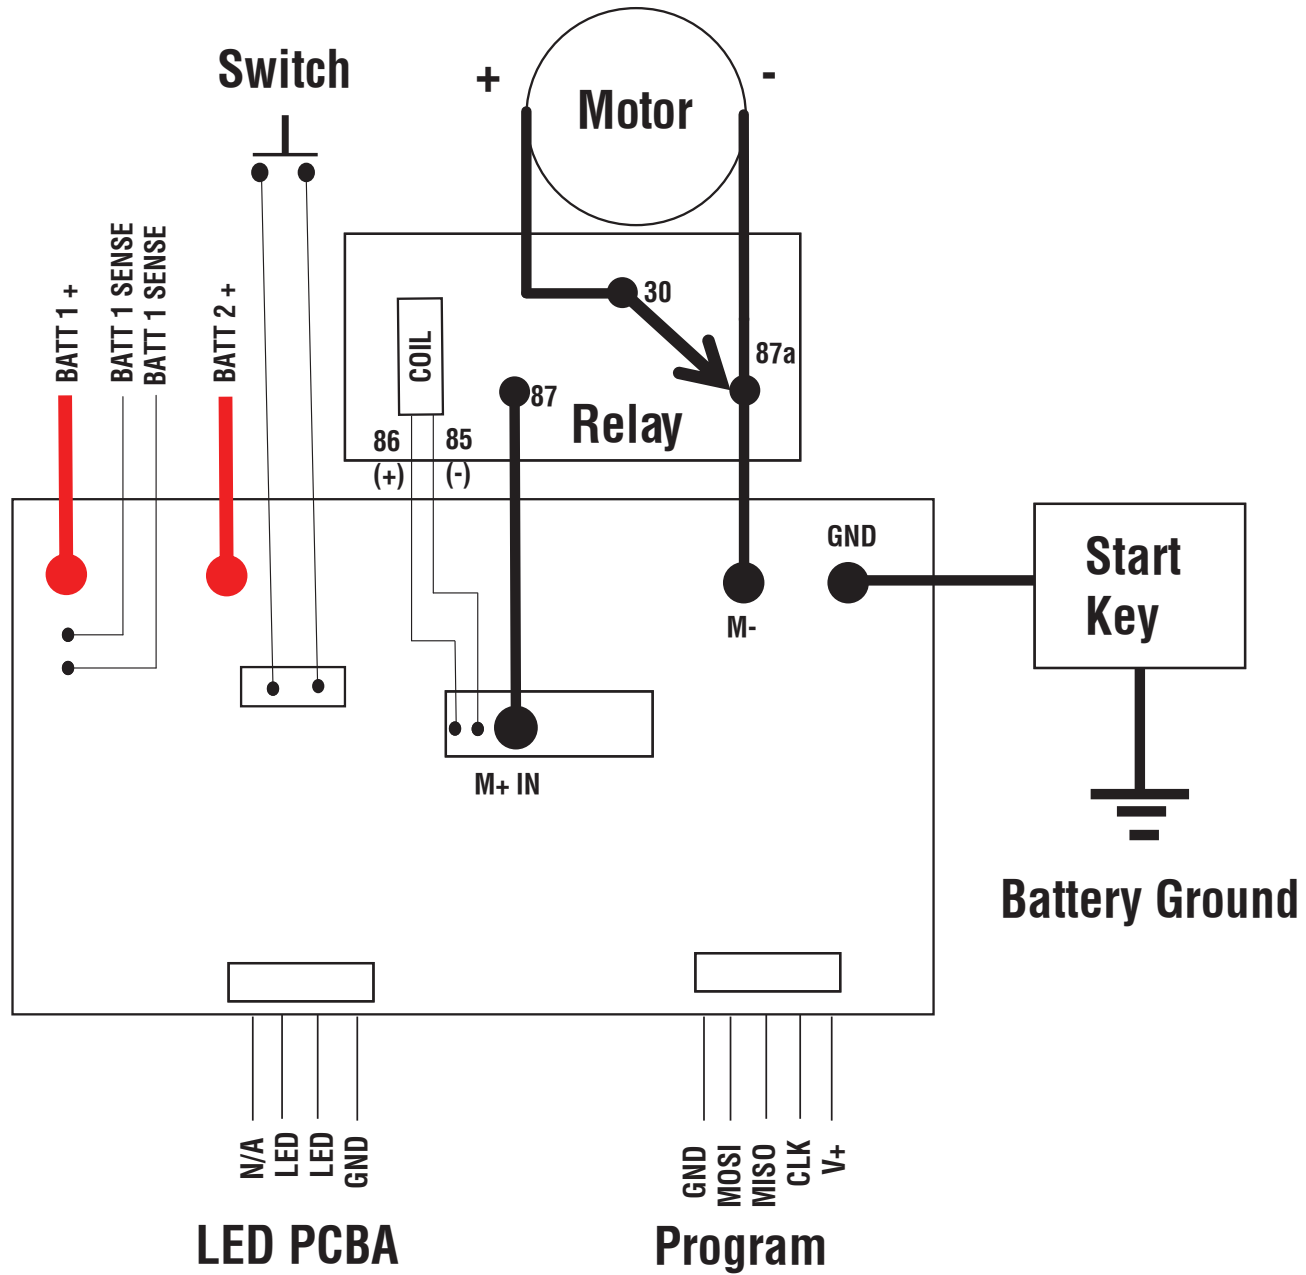 Switch
+
Motor
-
BATT 1 +
BATT 1 SENSE
BATT 1 SENSE
BATT 2 +
30
87a
COIL
87
Relay
86
(+)
85
(-)
GND
M-
Start
Key
M+ IN
Battery Ground
N/A
LED
LED
GND
GND
MOSI
MISO
CLK
V+
LED PCBA
Program